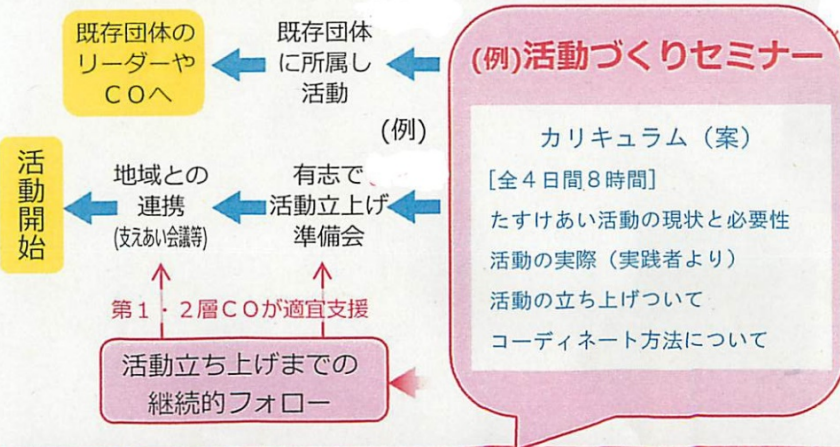 既存団体の
リーダーや
COへ
既存団体
に所属し
活動
(例)活動づくりセミナー
カリキュラム（案）
[全4日間8時間]
たすけあい活動の現状と必要性
活動の実際（実践者より）
活動の立ち上げついて
コーディネート方法について
(例)
活動開始
地域との
連携
(支えあい会議等)
有志で
活動立上げ
準備会
第1・2層COが適宜支援
活動立ち上げまでの
継続的フォロー